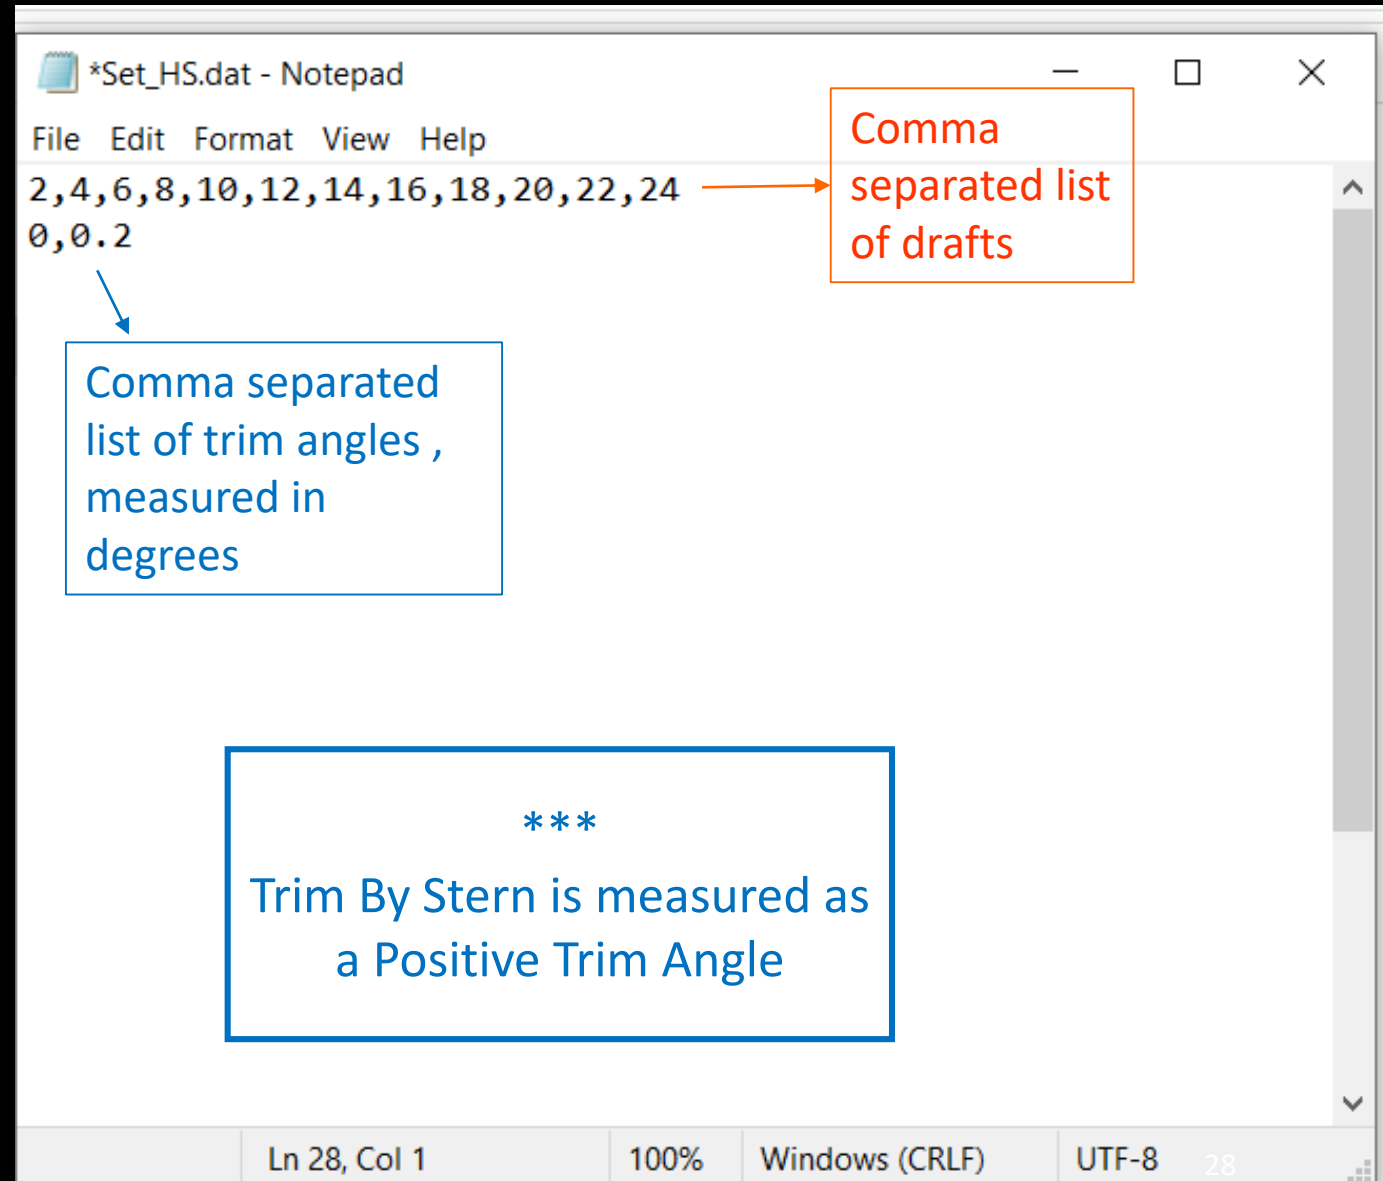 *Set_HS.dat - Notepad
File Edit Format View Help
2,4,6,8,10,12,14,16,18,20,22,24
0,0.2
Comma
separated list
of drafts
Comma separated
list of trim angles ,
measured in
degrees
***
Trim By Stern is measured as
a Positive Trim Angle
Ln 28, Col 1 100% Windows (CRLF) UTF-8 28